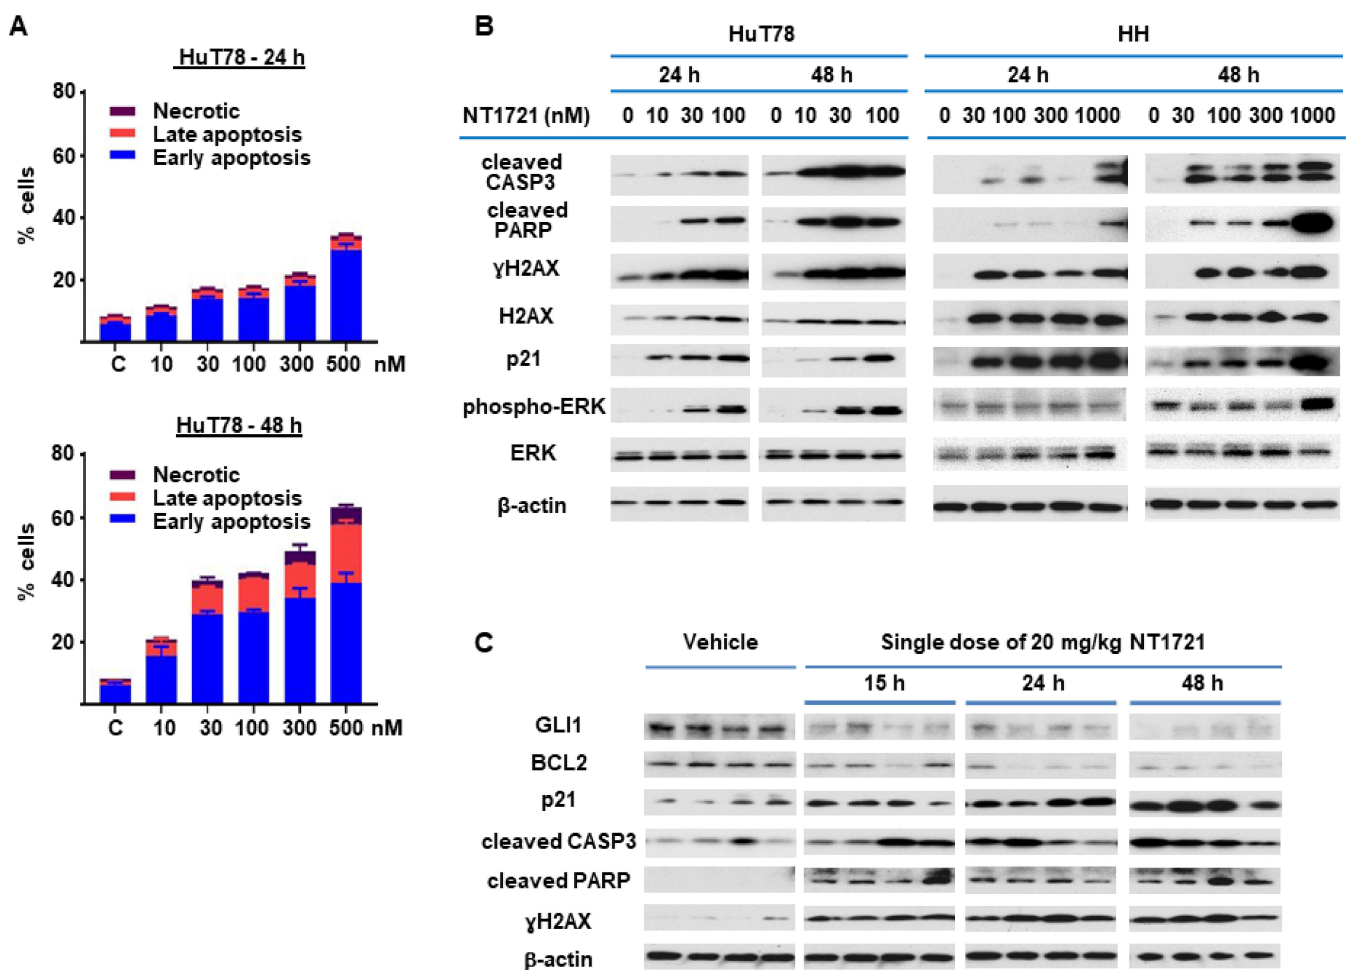 A
HuT78 - 24 h
80
60
40
20
% cells
Necrotic
Late apoptosis
Early apoptosis
C 10 30 100 300 500 nM
HuT78 - 48 h
80
60
40
20
% cells
Necrotic
Late apoptosis
Early apoptosis
C 10 30 100 300 500 nM
B
HuT78 HH
24 h 48 h 24 h 48 h
NT1721 (nM) 0 10 30 100 0 10 30 100 0 30 100 300 1000 0 30 100 300 1000
cleaved
CASP3
cleaved
PARP
ɣH2AX
H2AX
p21
phospho-ERK
ERK
β-actin
C
Vehicle Single dose of 20 mg/kg NT1721
15 h 24 h 48 h
GLI1
BCL2
p21
cleaved CASP3
cleaved PARP
ɣH2AX
β-actin